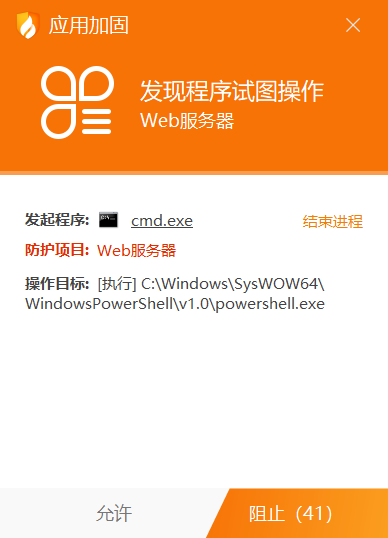 应用加固
发现程序试图操作
Web服务器
发起程序: cmd.exe 结束进程
防护项目: Web服务器
操作目标: [执行] C:\Windows\SysWOW64\
WindowsPowerShell\v1.0\powershell.exe
允许 阻止（41）